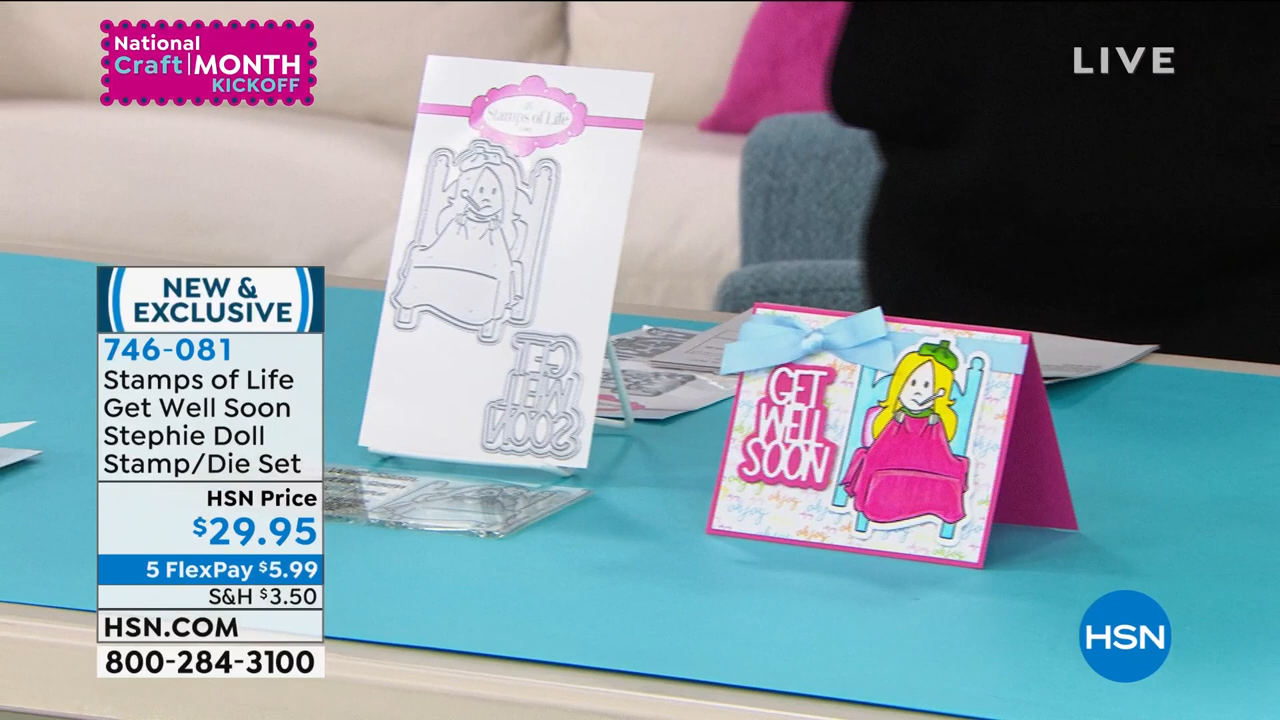 National
Craft | MONTH
KICKOFF
LIVE
Stamps of Life
GET
WELL
SOON
GET
WELL
SOON
oh joy
NEW &
EXCLUSIVE
746-081
Stamps of Life
Get Well Soon
Stephie Doll
Stamp/Die Set
HSN Price
$29.95
5 FlexPay $5.99
S&H $3.50
HSN.COM
800-284-3100
HSN